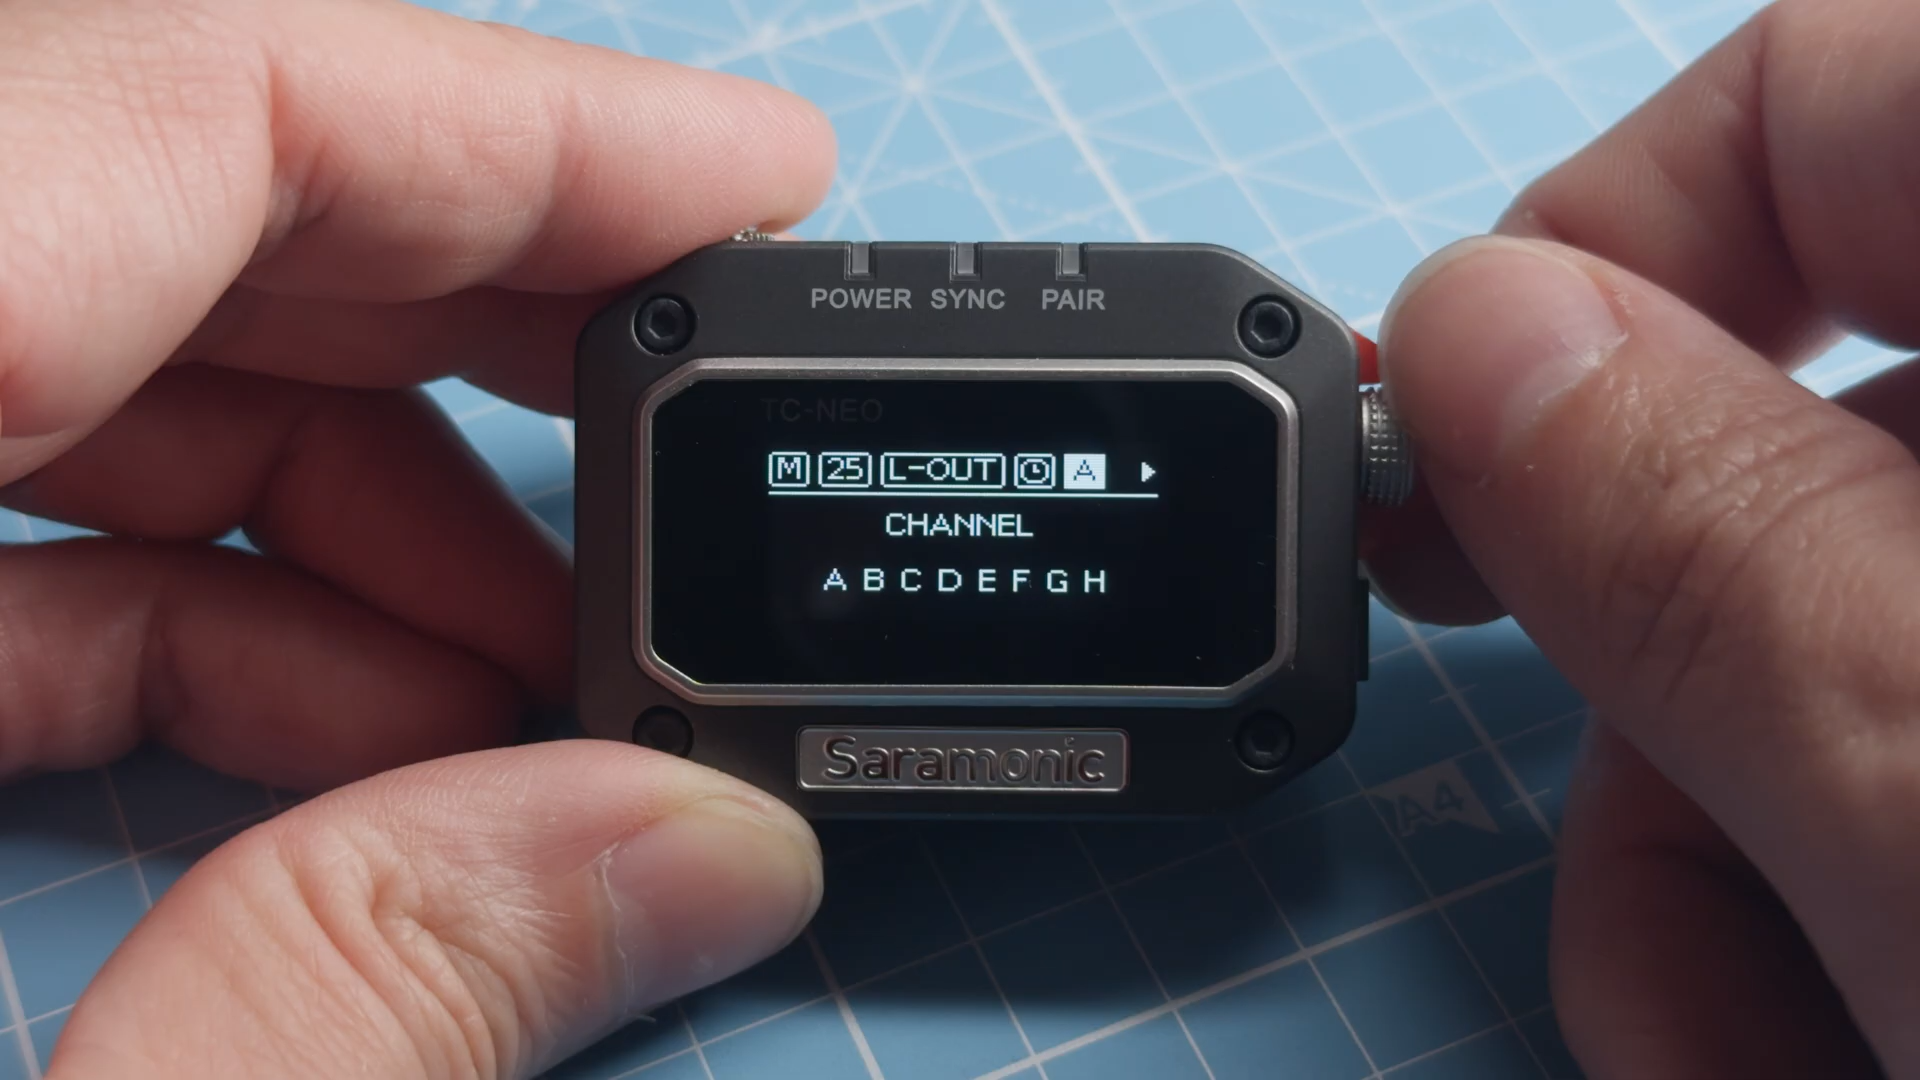 POWER SYNC PAIR
TC-NEO
M 25 L-OUT A
CHANNEL
A B C D E F G H
Saramonic
A4